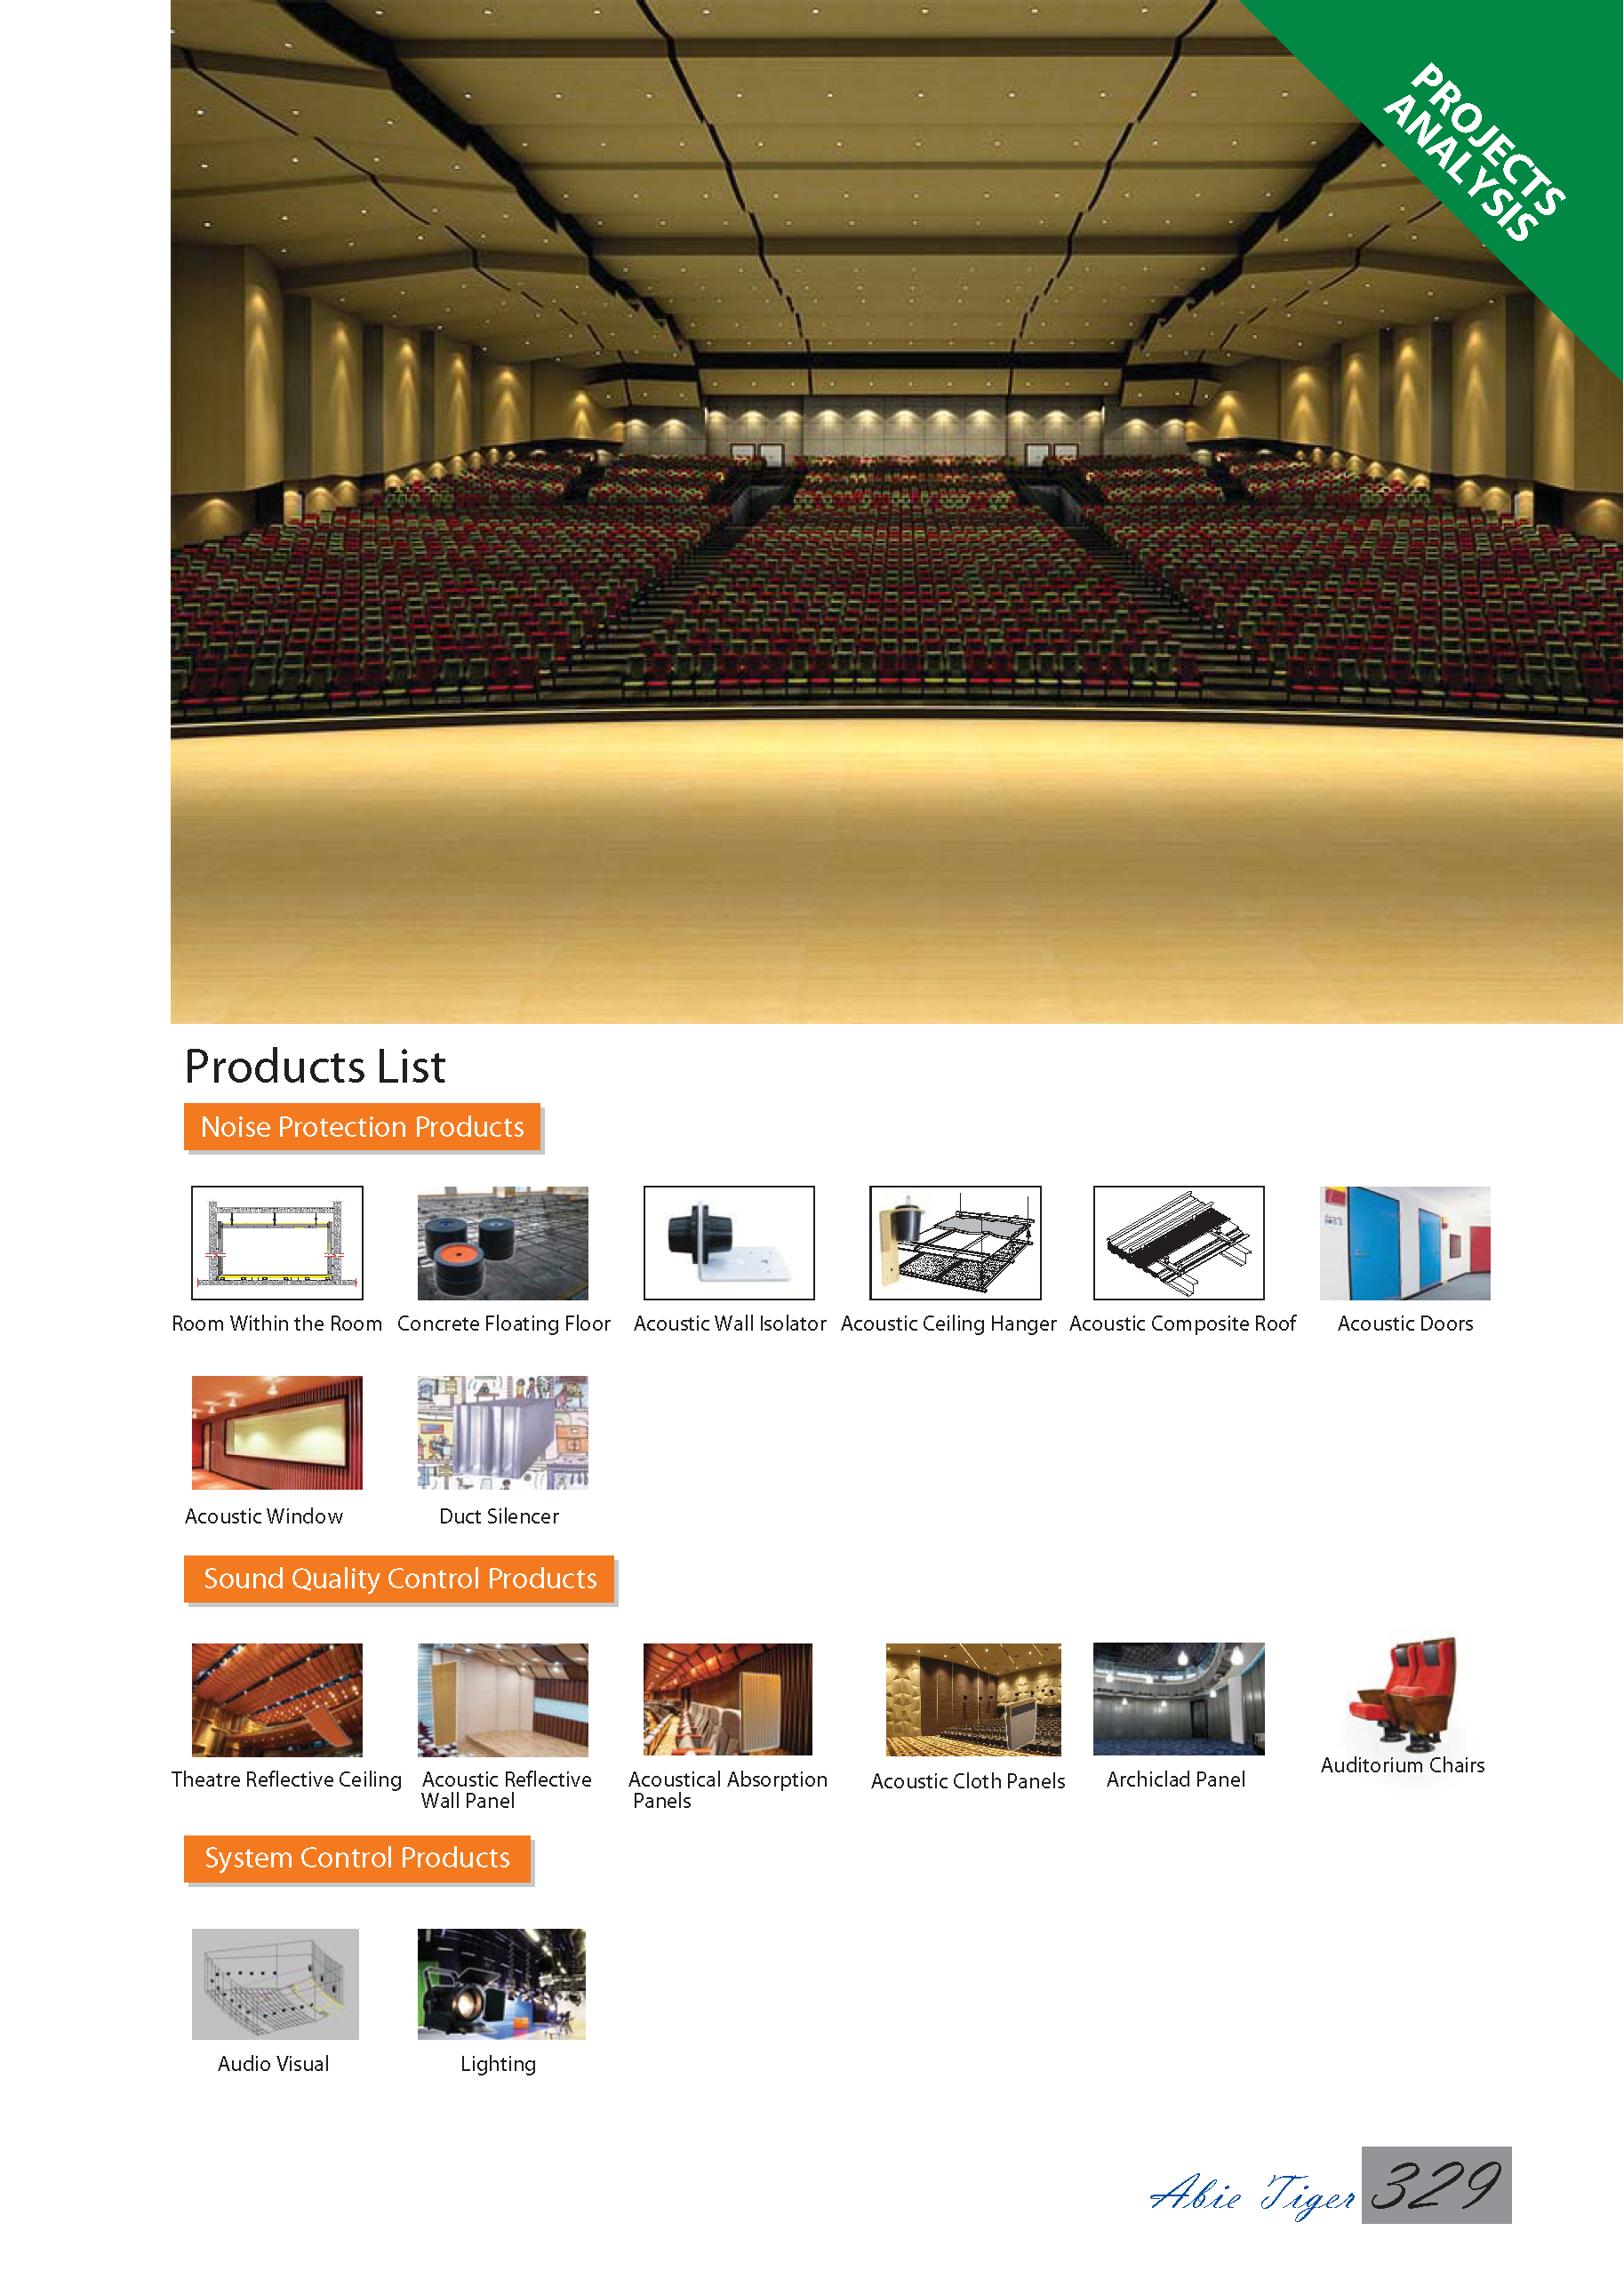 PROJECTS
ANALYSIS
Products List
Noise Protection Products
Room Within the Room
Concrete Floating Floor
Acoustic Wall Isolator
Acoustic Ceiling Hanger
Acoustic Composite Roof
Acoustic Doors
Acoustic Window
Duct Silencer
Sound Quality Control Products
Theatre Reflective Ceiling
Acoustic Reflective
Wall Panel
Acoustical Absorption
Panels
Acoustic Cloth Panels
Archiclad Panel
Auditorium Chairs
System Control Products
Audio Visual
Lighting
Abie Tiger 329